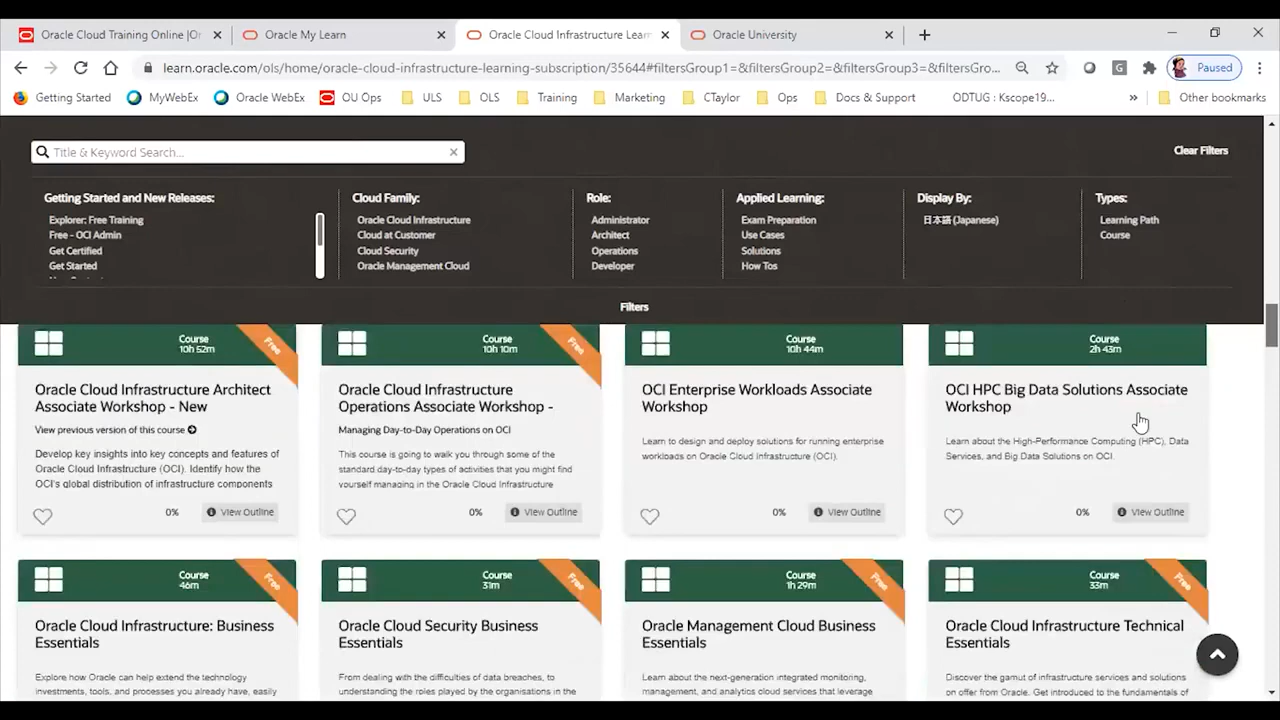 Oracle Cloud Training Online |Or
Oracle My Learn
Oracle Cloud Infrastructure Learn
Oracle University
learn.oracle.com/ols/home/oracle-cloud-infrastructure-learning-subscription/35644#filtersGroup1=&filtersGroup2=&filtersGroup3=&filtersGro...
Paused
Getting Started
MyWebEx
Oracle WebEx
OU Ops
ULS
OLS
Training
Marketing
CTaylor
Ops
Docs & Support
ODTUG : Kscope19...
»
Other bookmarks
Title & Keyword Search...
Clear Filters
Getting Started and New Releases:
Explorer: Free Training
Free - OCI Admin
Get Certified
Get Started
Cloud Family:
Oracle Cloud Infrastructure
Cloud at Customer
Cloud Security
Oracle Management Cloud
Role:
Administrator
Architect
Operations
Developer
Applied Learning:
Exam Preparation
Use Cases
Solutions
How Tos
Display By:
日本語 (Japanese)
Types:
Learning Path
Course
Filters
Course
10h 52m
Free
Oracle Cloud Infrastructure Architect
Associate Workshop - New
View previous version of this course
Develop key insights into key concepts and features of
Oracle Cloud Infrastructure (OCI). Identify how the
OCI's global distribution of infrastructure components
0%
View Outline
Course
10h 10m
Free
Oracle Cloud Infrastructure
Operations Associate Workshop -
Managing Day-to-Day Operations on OCI
This course is going to walk you through some of the
standard day-to-day types of activities that you might find
yourself managing in the Oracle Cloud Infrastructure
0%
View Outline
Course
10h 44m
OCI Enterprise Workloads Associate
Workshop
Learn to design and deploy solutions for running enterprise
workloads on Oracle Cloud Infrastructure (OCI).
0%
View Outline
Course
2h 43m
OCI HPC Big Data Solutions Associate
Workshop
Learn about the High-Performance Computing (HPC), Data
Services, and Big Data Solutions on OCI.
0%
View Outline
Course
46m
Free
Oracle Cloud Infrastructure: Business
Essentials
Explore how Oracle can help extend the technology
investments, tools, and processes you already have, easily
Course
31m
Free
Oracle Cloud Security Business
Essentials
From dealing with the difficulties of data breaches, to
understanding the roles played by the organisations in the
Course
1h 29m
Free
Oracle Management Cloud Business
Essentials
Learn about the next-generation integrated monitoring,
management, and analytics cloud services that leverage
Course
33m
Free
Oracle Cloud Infrastructure Technical
Essentials
Discover the gamut of infrastructure services and solutions
on offer from Oracle. Get introduced to the fundamentals of